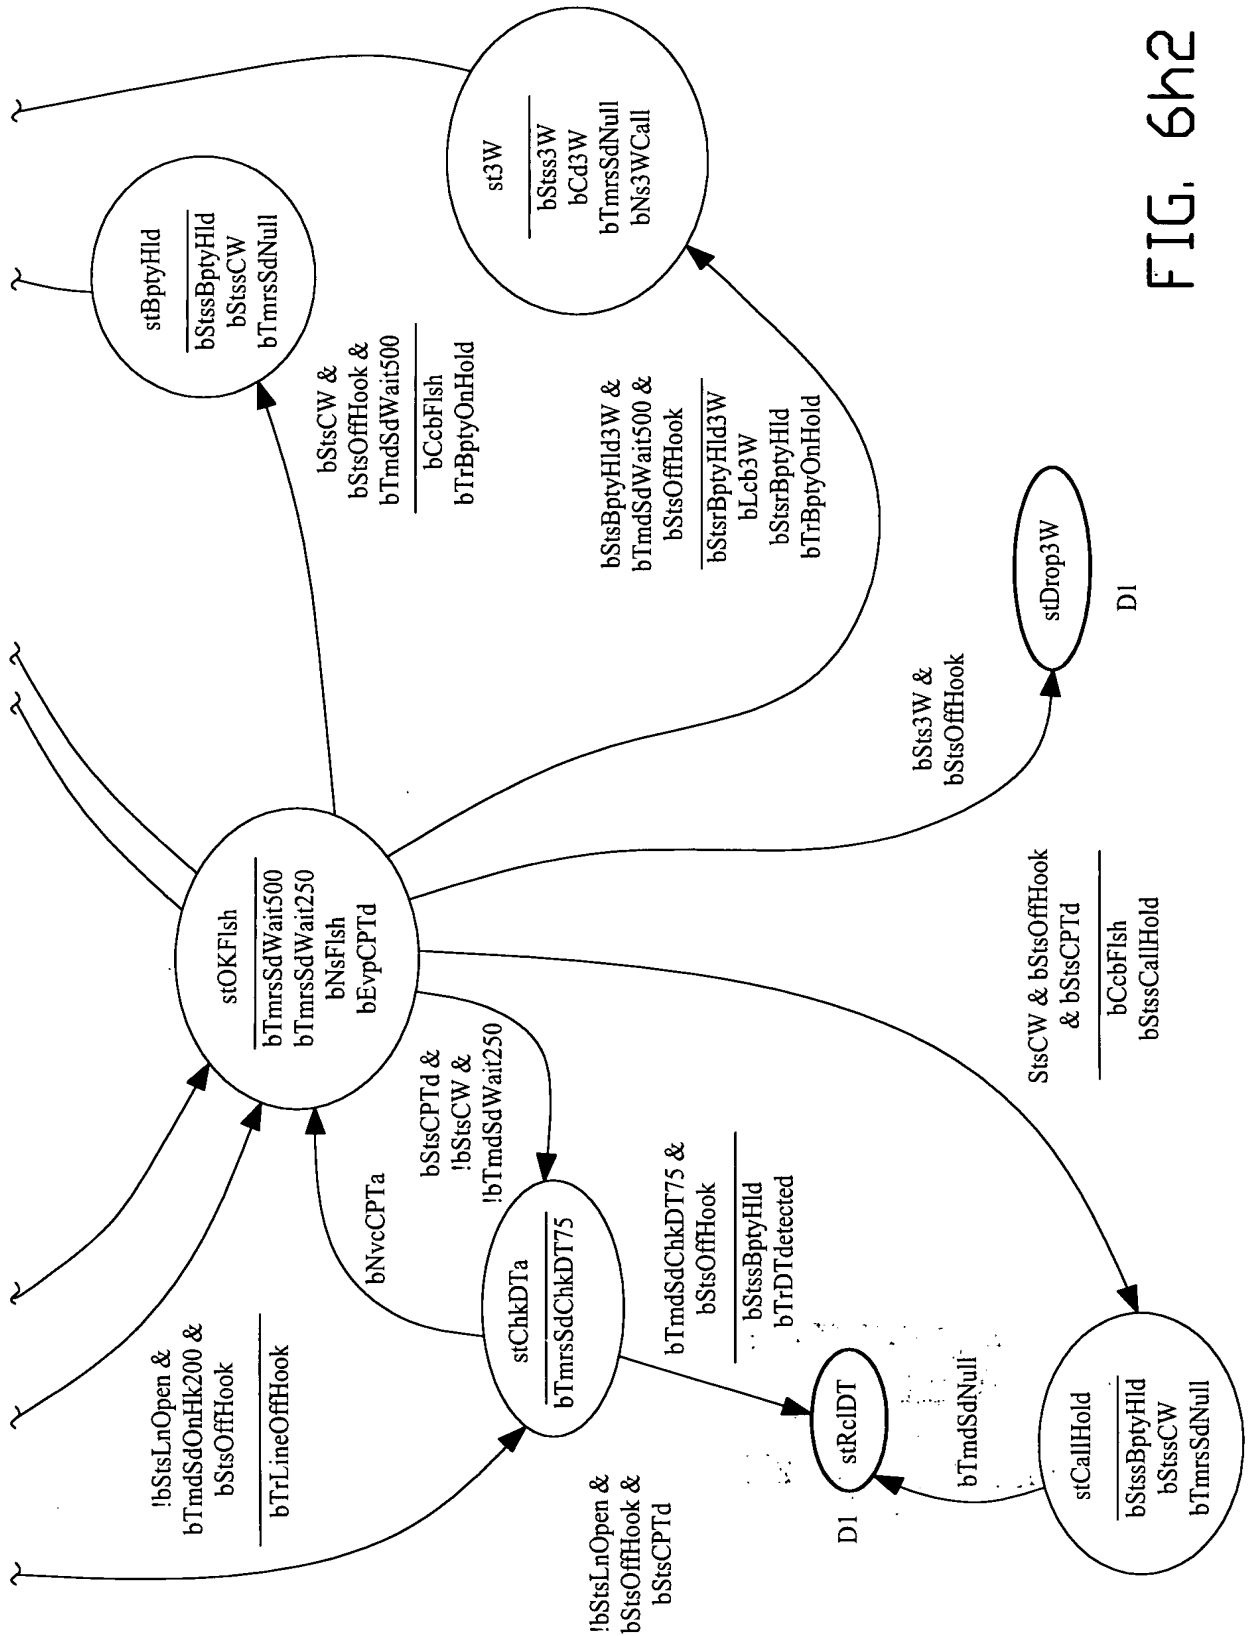 !bStsLnOpen &
bTmdSdOnHk200 &
bStsOffHook
bTrLineOffHook
stOKFlsh
bTmrsSdWait500
bTmrsSdWait250
bNsFlsh
bEvpCPTd
stBptyHld
bStssBptyHld
bStssCW
bTmrsSdNull
bStsCW &
bStsOffHook &
bTmdSdWait500
bCcbFlsh
bTrBptyOnHold
bNvcCPTa
bStsCPTd &
!bStsCW &
!bTmdSdWait250
st3W
bStss3W
bCd3W
bTmrsSdNull
bNs3WCall
stChkDTa
bTmrsSdChkDT75
bStsBptyHld3W &
bTmdSdWait500 &
bStsOffHook
bStsrBptyHld3W
bLcb3W
bStsrBptyHld
bTrBptyOnHold
!bStsLnOpen &
bStsOffHook &
bStsCPTd
bTmdSdChkDT75 &
bStsOffHook
bStssBptyHld
bTrDTdetected
stRclDT
D1
bSts3W &
bStsOffHook
stDrop3W
D1
bTmdSdNull
StsCW & bStsOffHook
& bStsCPTd
bCcbFlsh
bStssCallHold
stCallHold
bStssBptyHld
bStssCW
bTmrsSdNull
FIG. 6h2